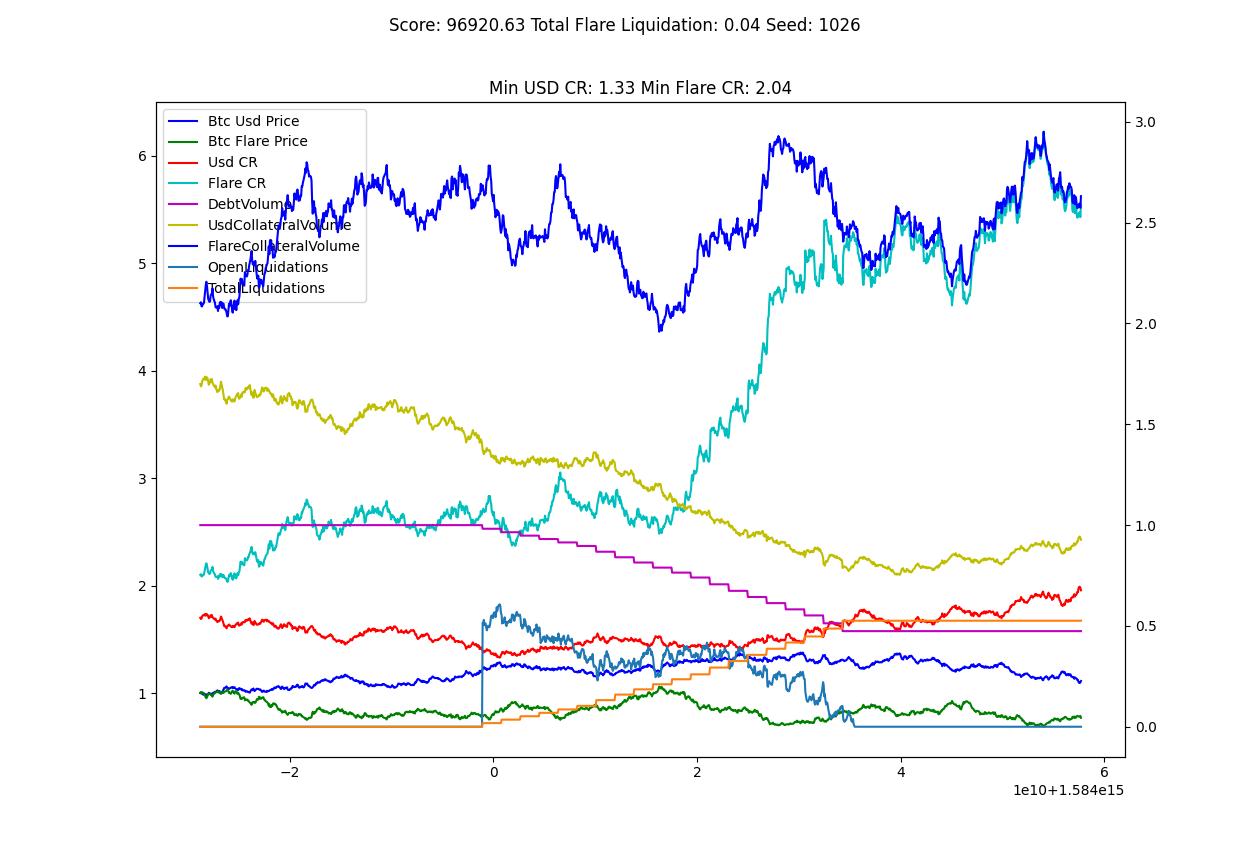 Score: 96920.63 Total Flare Liquidation: 0.04 Seed: 1026
Min USD CR: 1.33 Min Flare CR: 2.04
Btc Usd Price
Btc Flare Price
Usd CR
Flare CR
DebtVolume
UsdCollateralVolume
FlareCollateralVolume
OpenLiquidations
TotalLiquidations
6
5
4
3
2
1
3.0
2.5
2.0
1.5
1.0
0.5
0.0
−2
0
2
4
6
1e10+1.584e15